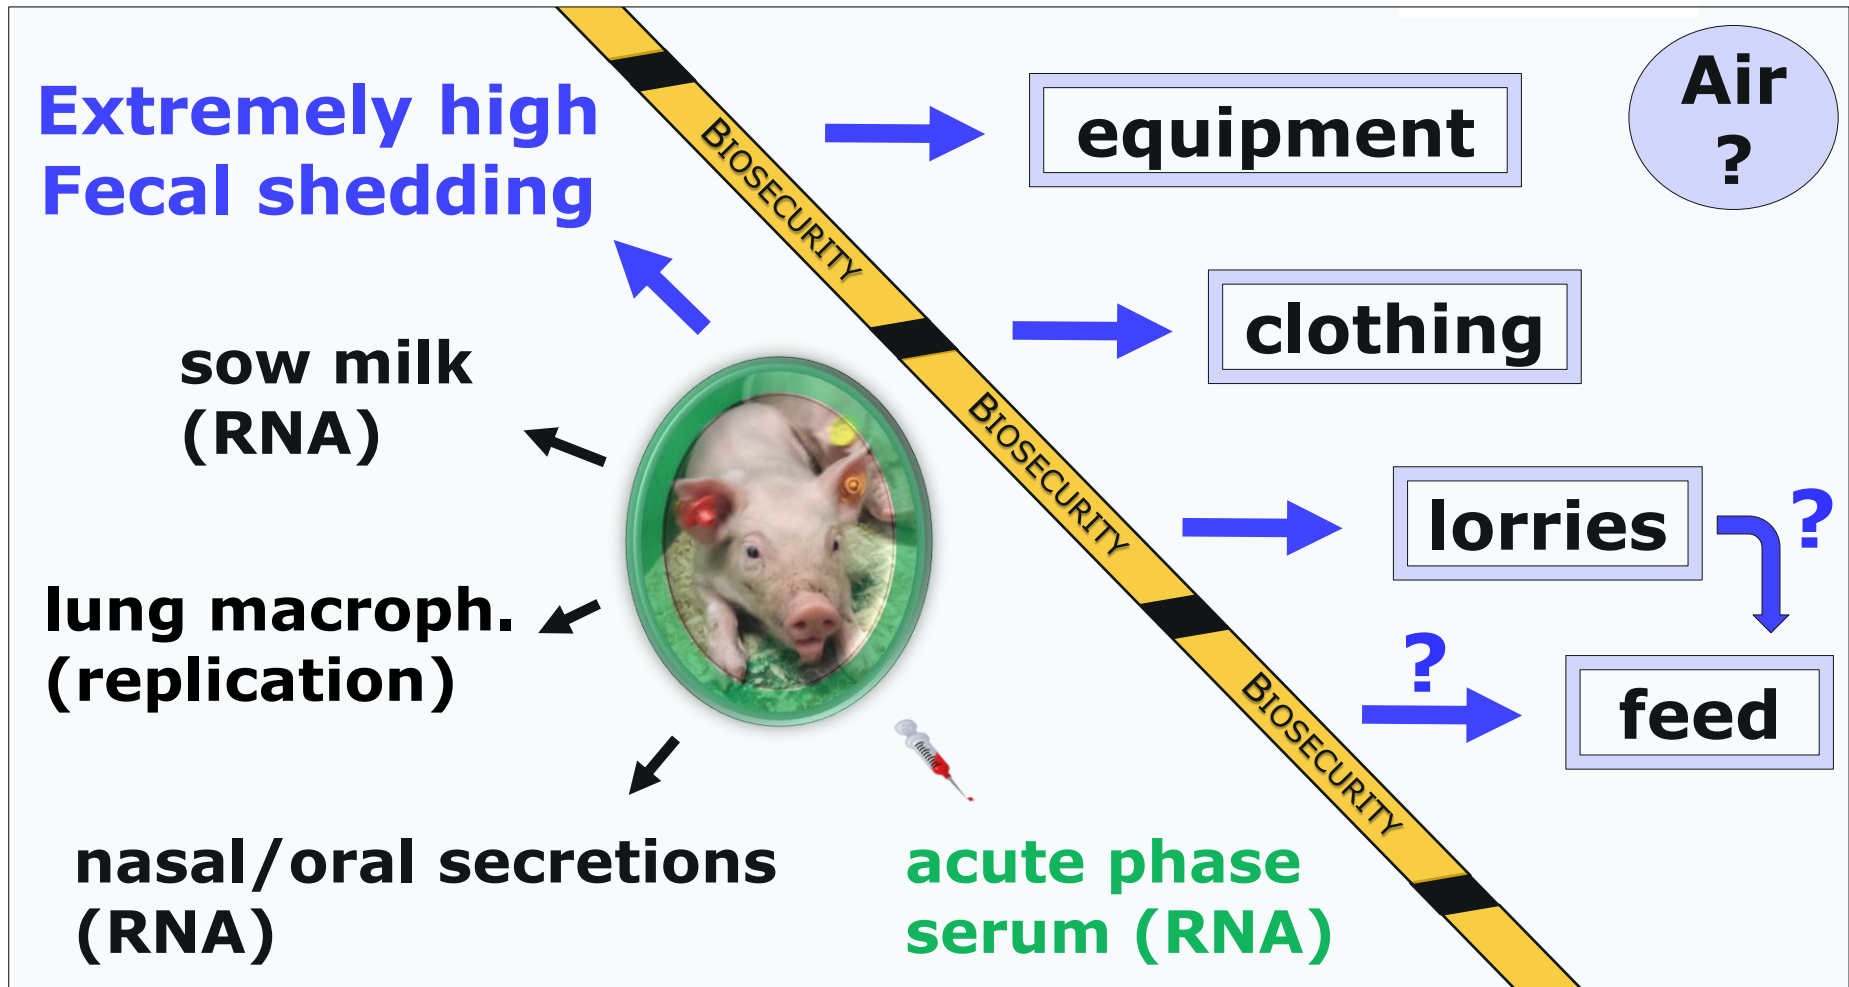 Extremely high
Fecal shedding
sow milk
(RNA)
lung macroph.
(replication)
nasal/oral secretions
(RNA)
acute phase
serum (RNA)
BIOSECURITY
BIOSECURITY
BIOSECURITY
equipment
Air
?
clothing
lorries
?
?
feed